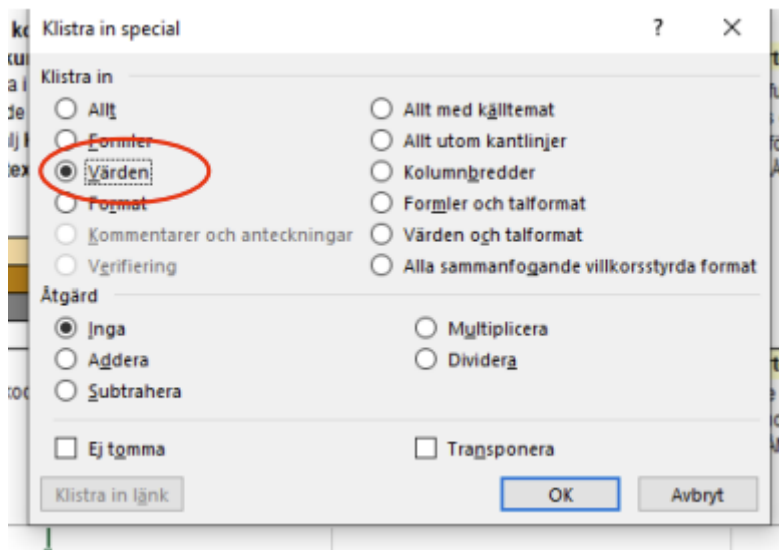 Klistra in special ? ×
Klistra in
Allt
Formler
Värden
Format
Kommentarer och anteckningar
Verifiering
Allt med källtemat
Allt utom kantlinjer
Kolumnbredder
Formler och talformat
Värden och talformat
Alla sammanfogande villkorsstyrda format
Åtgärd
Inga
Addera
Subtrahera
Multiplicera
Dividera
Ej tomma
Transponera
Klistra in länk
OK
Avbryt